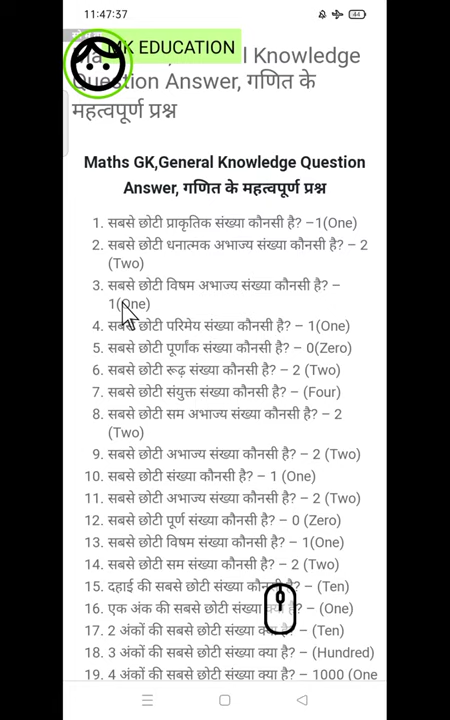 11:47:37
44
MK EDUCATION
l Knowledge
Question Answer, गणित के
महत्वपूर्ण प्रश्न
Maths GK,General Knowledge Question
Answer, गणित के महत्वपूर्ण प्रश्न
1. सबसे छोटी प्राकृतिक संख्या कौनसी है? –1(One)
2. सबसे छोटी धनात्मक अभाज्य संख्या कौनसी है? – 2
(Two)
3. सबसे छोटी विषम अभाज्य संख्या कौनसी है? –
1(One)
4. सबसे छोटी परिमेय संख्या कौनसी है? – 1(One)
5. सबसे छोटी पूर्णांक संख्या कौनसी है? – 0(Zero)
6. सबसे छोटी रूढ़ संख्या कौनसी है? – 2 (Two)
7. सबसे छोटी संयुक्त संख्या कौनसी है? – (Four)
8. सबसे छोटी सम अभाज्य संख्या कौनसी है? – 2
(Two)
9. सबसे छोटी अभाज्य संख्या कौनसी है? – 2 (Two)
10. सबसे छोटी संख्या कौनसी है? – 1 (One)
11. सबसे छोटी अभाज्य संख्या कौनसी है? – 2 (Two)
12. सबसे छोटी पूर्ण संख्या कौनसी है? – 0 (Zero)
13. सबसे छोटी विषम संख्या कौनसी है? – 1(One)
14. सबसे छोटी सम संख्या कौनसी है? – 2 (Two)
15. दहाई की सबसे छोटी संख्या कौनसी है? – (Ten)
16. एक अंक की सबसे छोटी संख्या क्या है? – (One)
17. 2 अंकों की सबसे छोटी संख्या क्या है? – (Ten)
18. 3 अंकों की सबसे छोटी संख्या क्या है? – (Hundred)
19. 4 अंकों की सबसे छोटी संख्या क्या है? – 1000 (One